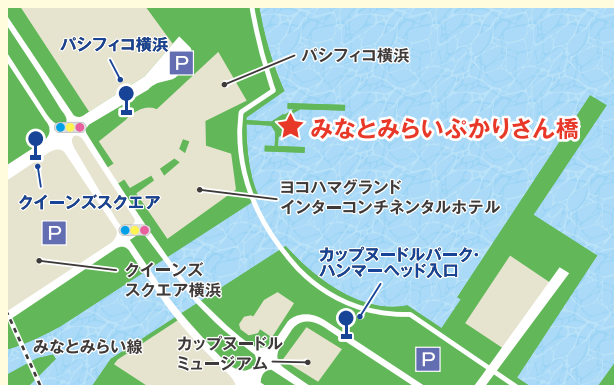 パシフィコ横浜
P
パシフィコ横浜
みなとみらいぷかりさん橋
クイーンズスクエア
ヨコハマグランド
インターコンチネンタルホテル
P
クイーンズ
スクエア横浜
カップヌードルパーク・
ハンマーヘッド入口
みなとみらい線
カップヌードル
ミュージアム
P